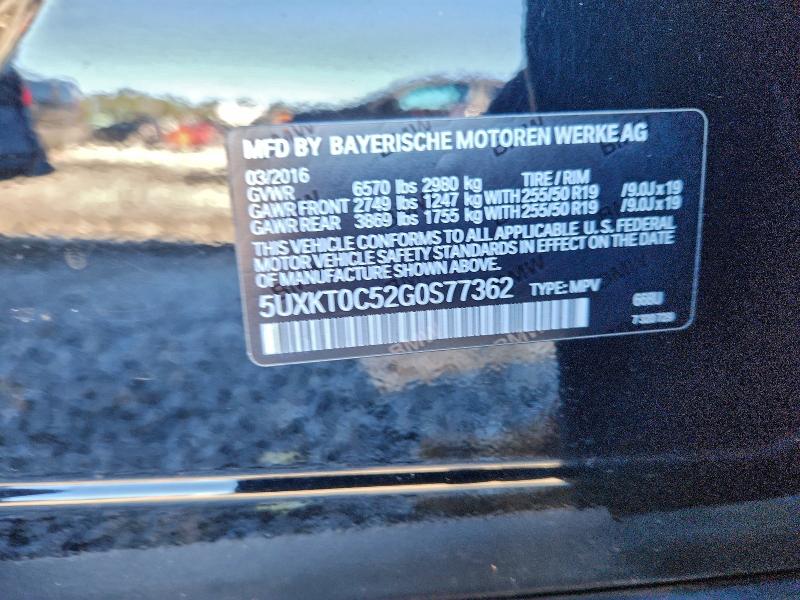 MFD BY BAYERISCHE MOTOREN WERKE AG
03/2016 TIRE / RIM
GVWR 6570 lbs 2980 kg
GAWR FRONT 2749 lbs 1247 kg WITH 255/50 R19 /9.0J x 19
GAWR REAR 3869 lbs 1755 kg WITH 255/50 R19 /9.0J x 19
THIS VEHICLE CONFORMS TO ALL APPLICABLE U.S. FEDERAL
MOTOR VEHICLE SAFETY STANDARDS IN EFFECT ON THE DATE
OF MANUFACTURE SHOWN ABOVE.
5UXKT0C52G0S77362 TYPE: MPV